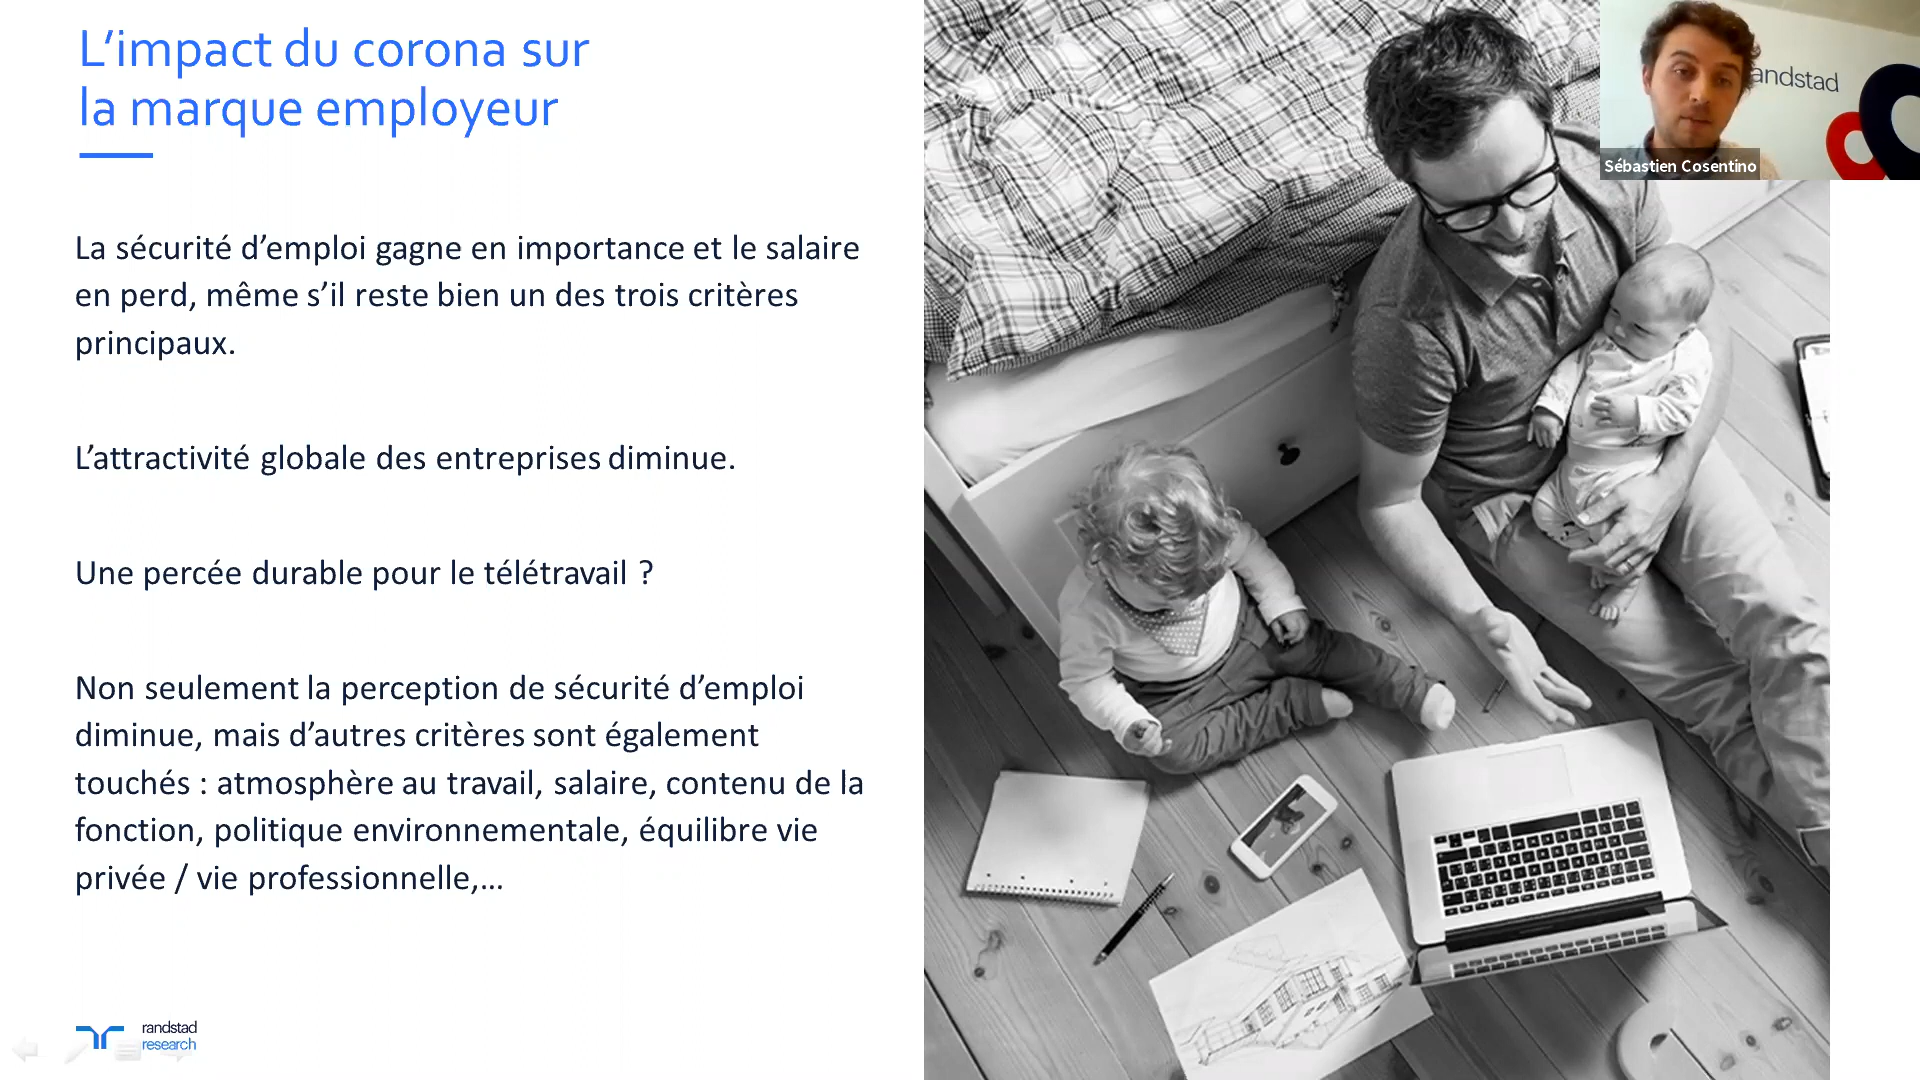 L‘impact du corona sur
la marque employeur
La sécurité d’emploi gagne en importance et le salaire
en perd, même s’il reste bien un des trois critères
principaux.
L’attractivité globale des entreprises diminue.
Une percée durable pour le télétravail ?
Non seulement la perception de sécurité d’emploi
diminue, mais d’autres critères sont également
touchés : atmosphère au travail, salaire, contenu de la
fonction, politique environnementale, équilibre vie
privée / vie professionnelle,...
randstad
research
andstad
Sébastien Cosentino